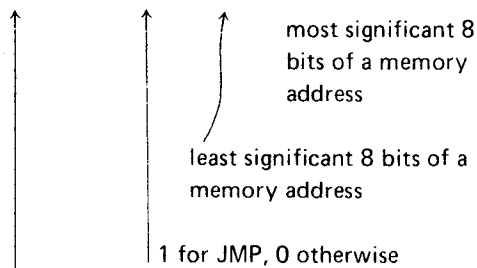 most significant 8
bits of a memory
address
least significant 8 bits of a
memory address
1 for JMP, 0 otherwise